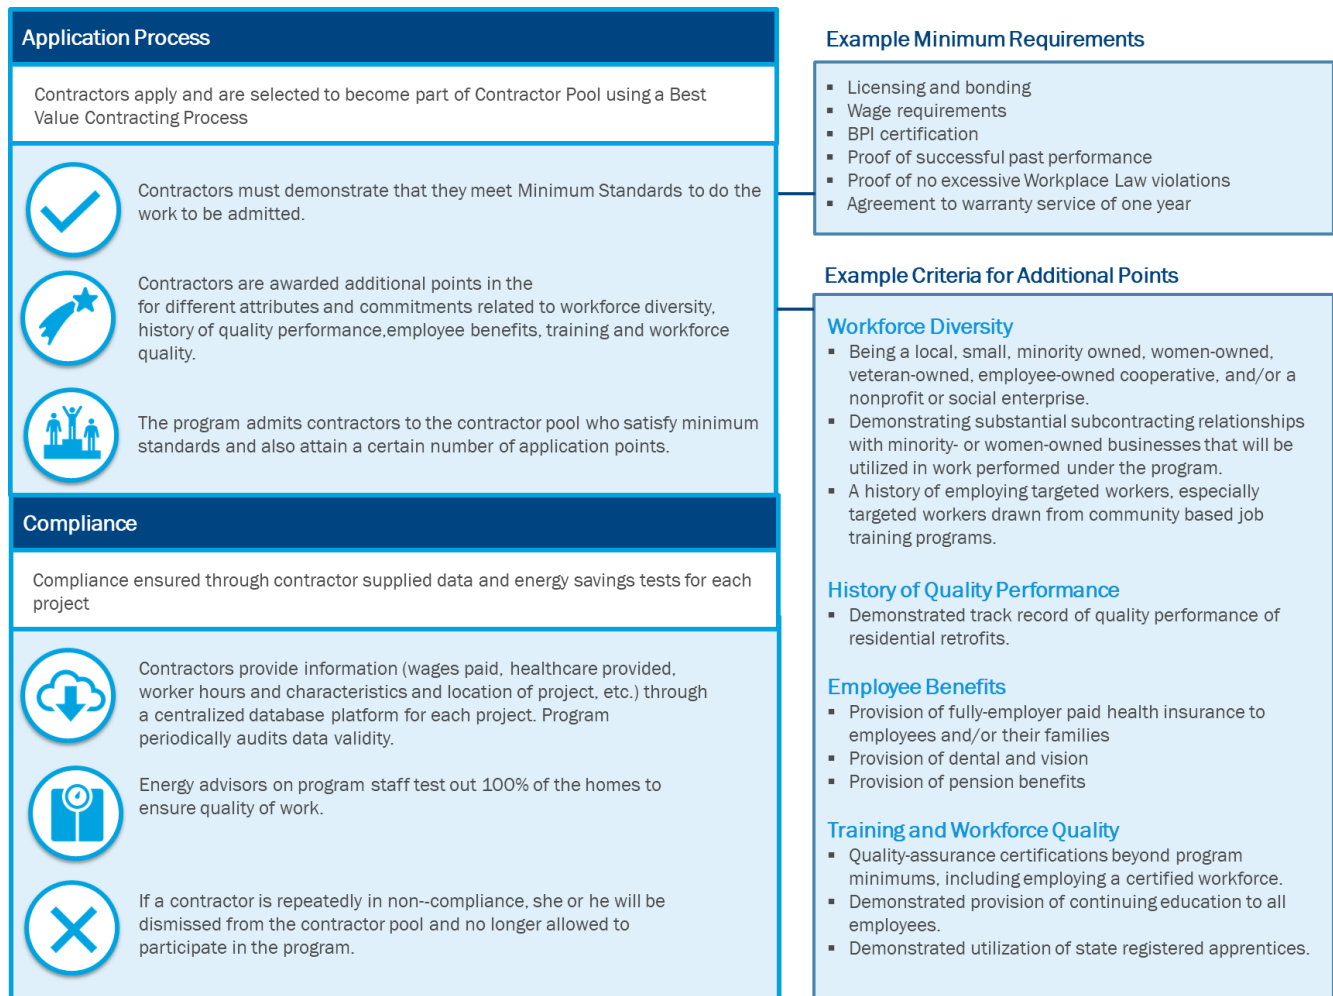 Application Process
Contractors apply and are selected to become part of Contractor Pool using a Best
Value Contracting Process
Contractors must demonstrate that they meet Minimum Standards to do the
work to be admitted.
Contractors are awarded additional points in the
for different attributes and commitments related to workforce diversity,
history of quality performance,employee benefits, training and workforce
quality.
The program admits contractors to the contractor pool who satisfy minimum
standards and also attain a certain number of application points.
Compliance
Compliance ensured through contractor supplied data and energy savings tests for each
project
Contractors provide information (wages paid, healthcare provided,
worker hours and characteristics and location of project, etc.) through
a centralized database platform for each project. Program
periodically audits data validity.
Energy advisors on program staff test out 100% of the homes to
ensure quality of work.
If a contractor is repeatedly in non--compliance, she or he will be
dismissed from the contractor pool and no longer allowed to
participate in the program.
Example Minimum Requirements
▪ Licensing and bonding
▪ Wage requirements
▪ BPI certification
▪ Proof of successful past performance
▪ Proof of no excessive Workplace Law violations
▪ Agreement to warranty service of one year
Example Criteria for Additional Points
Workforce Diversity
▪ Being a local, small, minority owned, women-owned,
veteran-owned, employee-owned cooperative, and/or a
nonprofit or social enterprise.
▪ Demonstrating substantial subcontracting relationships
with minority- or women-owned businesses that will be
utilized in work performed under the program.
▪ A history of employing targeted workers, especially
targeted workers drawn from community based job
training programs.
History of Quality Performance
▪ Demonstrated track record of quality performance of
residential retrofits.
Employee Benefits
▪ Provision of fully-employer paid health insurance to
employees and/or their families
▪ Provision of dental and vision
▪ Provision of pension benefits
Training and Workforce Quality
▪ Quality-assurance certifications beyond program
minimums, including employing a certified workforce.
▪ Demonstrated provision of continuing education to all
employees.
▪ Demonstrated utilization of state registered apprentices.